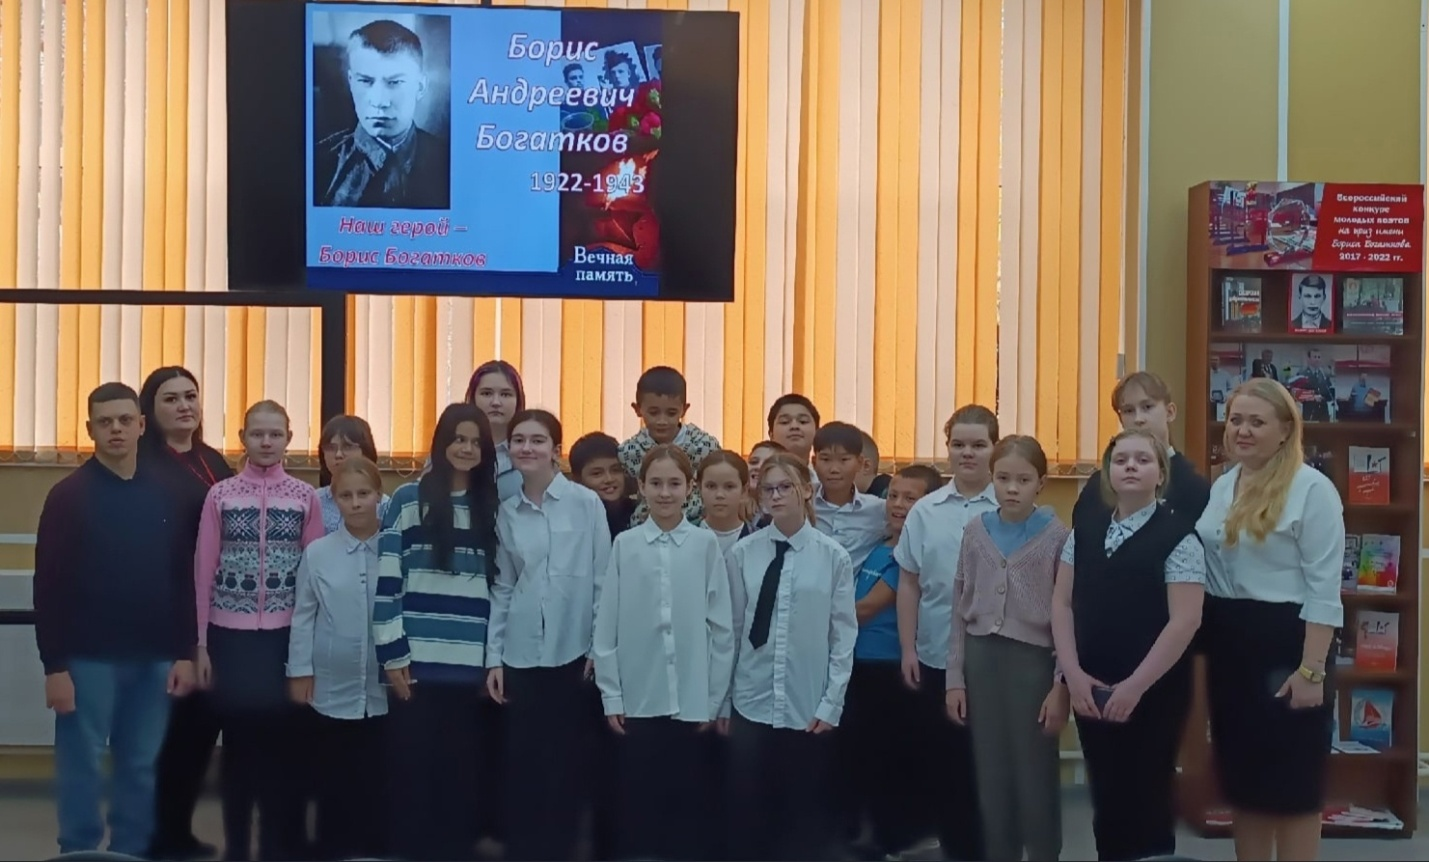 Борис
Андреевич
Богатков
1922-1943
Наш герой –
Борис Богатков
Вечная
память
Всероссийский
конкурс
молодых поэтов
на приз имени
Бориса Богаткова
2017 - 2022 гг.